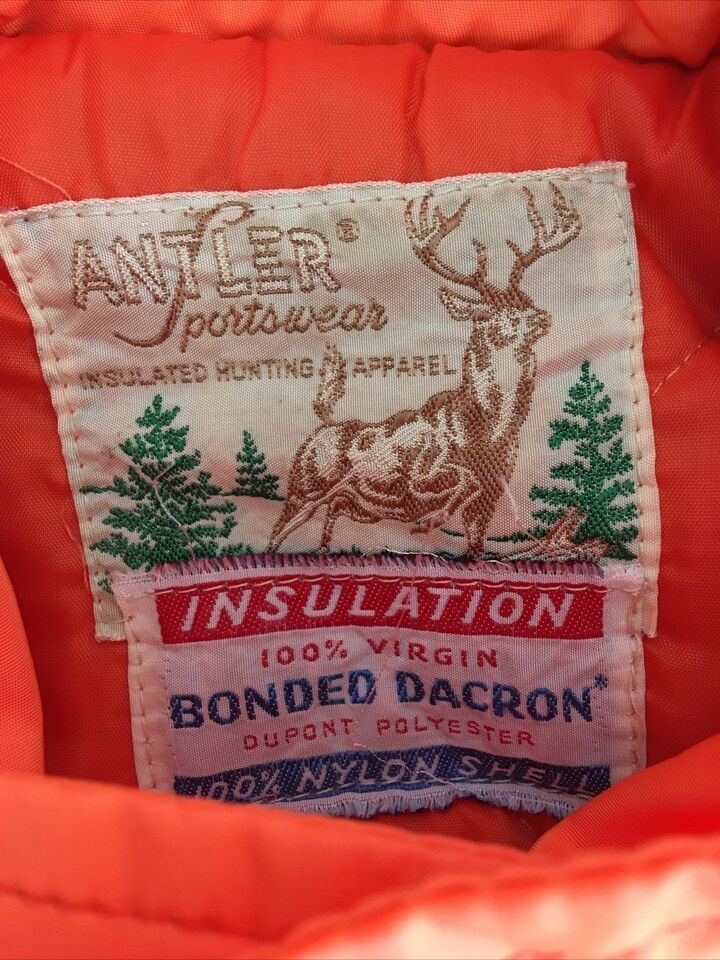 ANTLER®
Sportswear
INSULATED HUNTING APPAREL
INSULATION
100% VIRGIN
BONDED DACRON*
DUPONT POLYESTER
100% NYLON SHELL